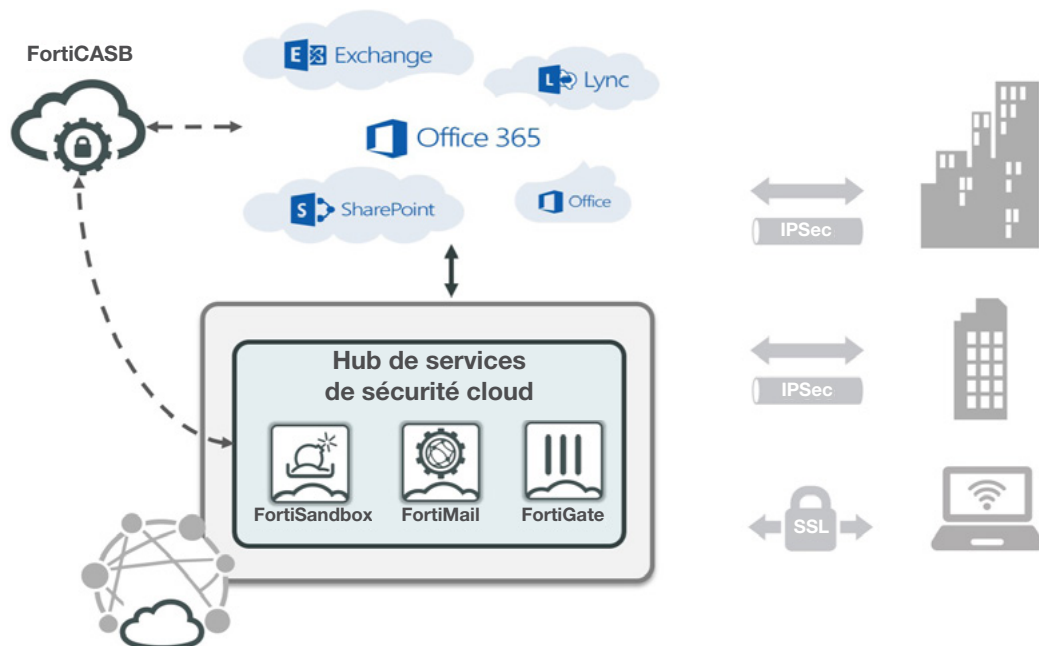 FortiCASB
E Exchange
L Lync
Office 365
S SharePoint
Office
IPSec
Hub de services
de sécurité cloud
IPSec
FortiSandbox
FortiMail
FortiGate
SSL